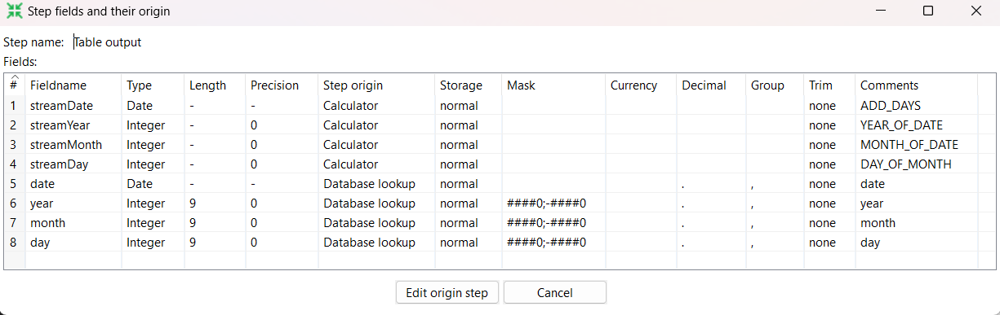 Step fields and their origin
Step name: Table output
Fields:
# Fieldname Type Length Precision Step origin Storage Mask Currency Decimal Group Trim Comments
1 streamDate Date - - Calculator normal none ADD_DAYS
2 streamYear Integer - 0 Calculator normal none YEAR_OF_DATE
3 streamMonth Integer - 0 Calculator normal none MONTH_OF_DATE
4 streamDay Integer - 0 Calculator normal none DAY_OF_MONTH
5 date Date - - Database lookup normal . , none date
6 year Integer 9 0 Database lookup normal ####0;-####0 . , none year
7 month Integer 9 0 Database lookup normal ####0;-####0 . , none month
8 day Integer 9 0 Database lookup normal ####0;-####0 . , none day
Edit origin step Cancel